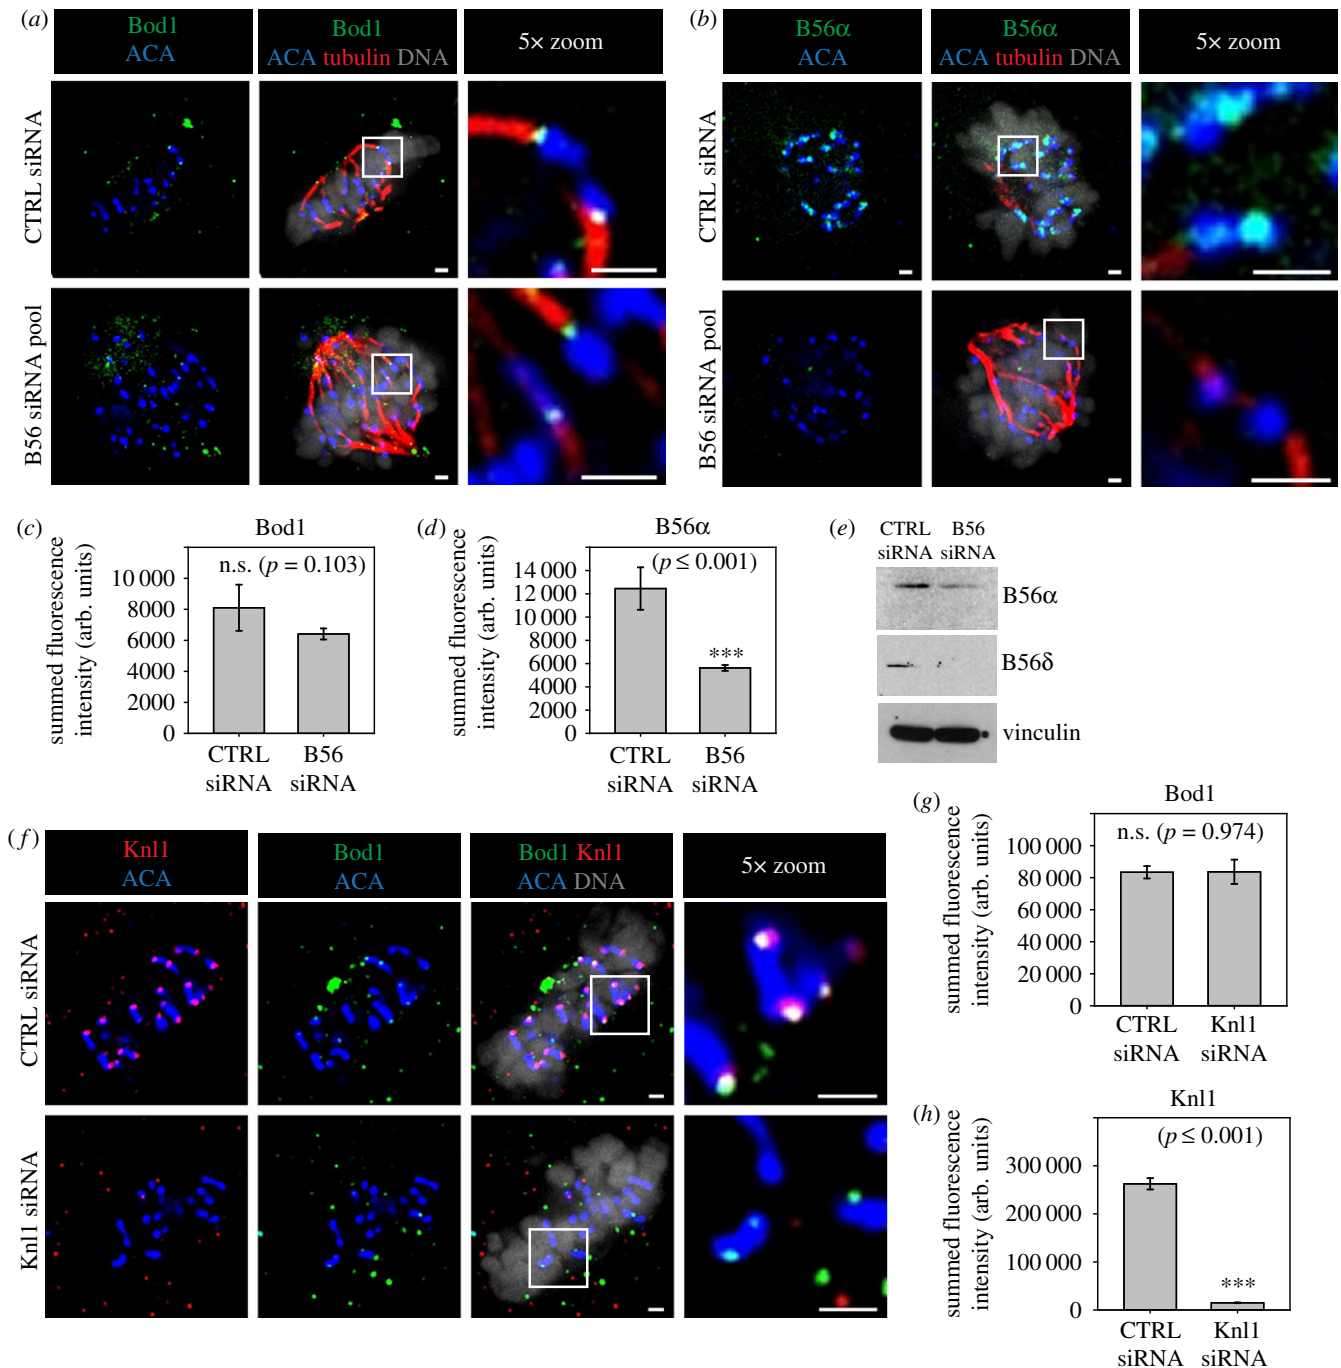 (a)
Bod1
ACA
Bod1
ACA tubulin DNA
5× zoom
CTRL siRNA
B56 siRNA pool
(b)
B56α
ACA
B56α
ACA tubulin DNA
5× zoom
CTRL siRNA
B56 siRNA pool
(c)
Bod1
n.s. (p = 0.103)
summed fluorescence
intensity (arb. units)
10 000
8000
6000
4000
2000
0
CTRL
siRNA
B56
siRNA
(d)
B56α
(p ≤ 0.001)
summed fluorescence
intensity (arb. units)
14 000
12 000
10 000
8000
6000
4000
2000
0
***
CTRL
siRNA
B56
siRNA
(e)
CTRL
siRNA
B56
siRNA
B56α
B56δ
vinculin
(f)
Knl1
ACA
Bod1
ACA
Bod1 Knl1
ACA DNA
5× zoom
CTRL siRNA
Knl1 siRNA
(g)
Bod1
n.s. (p = 0.974)
summed fluorescence
intensity (arb. units)
100 000
80 000
60 000
40 000
20 000
0
CTRL
siRNA
Knl1
siRNA
(h)
Knl1
(p ≤ 0.001)
summed fluorescence
intensity (arb. units)
300 000
200 000
100 000
0
***
CTRL
siRNA
Knl1
siRNA